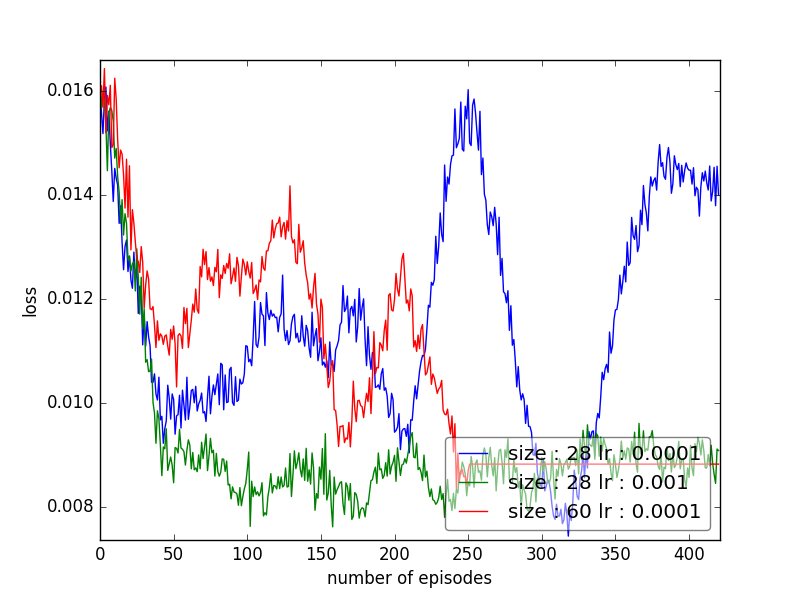 0.016
0.014
0.012
0.010
0.008
loss
size : 28 lr : 0.0001
size : 28 lr : 0.001
size : 60 lr : 0.0001
0 50 100 150 200 250 300 350 400
number of episodes